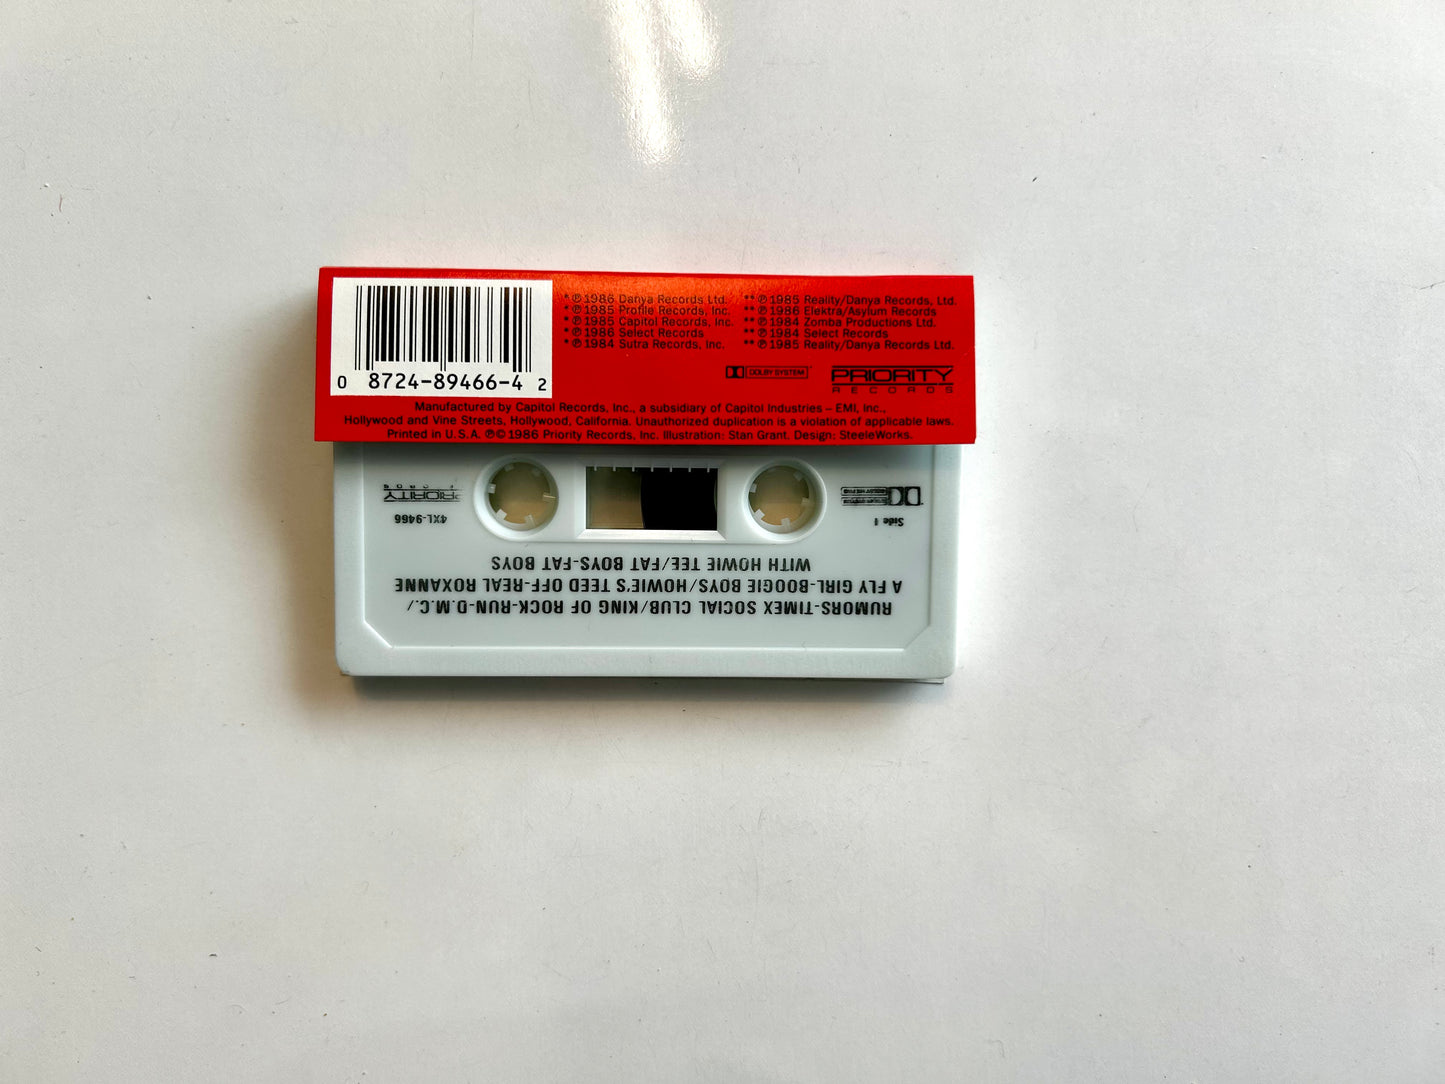 0 8724-89466-4 2
*℗1986 Danya Records Ltd.
*℗1985 Profile Records, Inc.
*℗1985 Capitol Records, Inc.
*℗1986 Select Records
*℗1984 Sutra Records, Inc.
**℗1985 Reality/Danya Records, Ltd.
**℗1986 Elektra/Asylum Records
**℗1984 Zomba Productions Ltd.
**℗1984 Select Records
**℗1985 Reality/Danya Records Ltd.
DOLBY SYSTEM
PRIORITY
RECORDS
Manufactured by Capitol Records, Inc., a subsidiary of Capitol Industries – EMI, Inc.,
Hollywood and Vine Streets, Hollywood, California. Unauthorized duplication is a violation of applicable laws.
Printed in U.S.A. ℗© 1986 Priority Records, Inc. Illustration: Stan Grant. Design: SteeleWorks.
RUMORS-TIMEX SOCIAL CLUB/KING OF ROCK-RUN-D.M.C./
A FLY GIRL-BOOGIE BOYS/HOWIE'S TEED OFF-REAL ROXANNE
WITH HOWIE TEE/FAT BOYS-FAT BOYS
Side 1
4XL-9466
PRIORITY